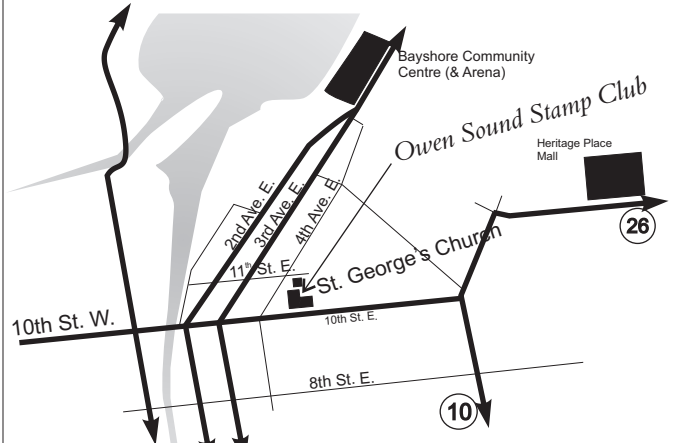 Bayshore Community
Centre (& Arena)
Owen Sound Stamp Club
Heritage Place
Mall
2nd Ave. E.
3rd Ave. E.
4th Ave. E.
26
11th St. E.
St. George's Church
10th St. W.
10th St. E.
8th St. E.
10